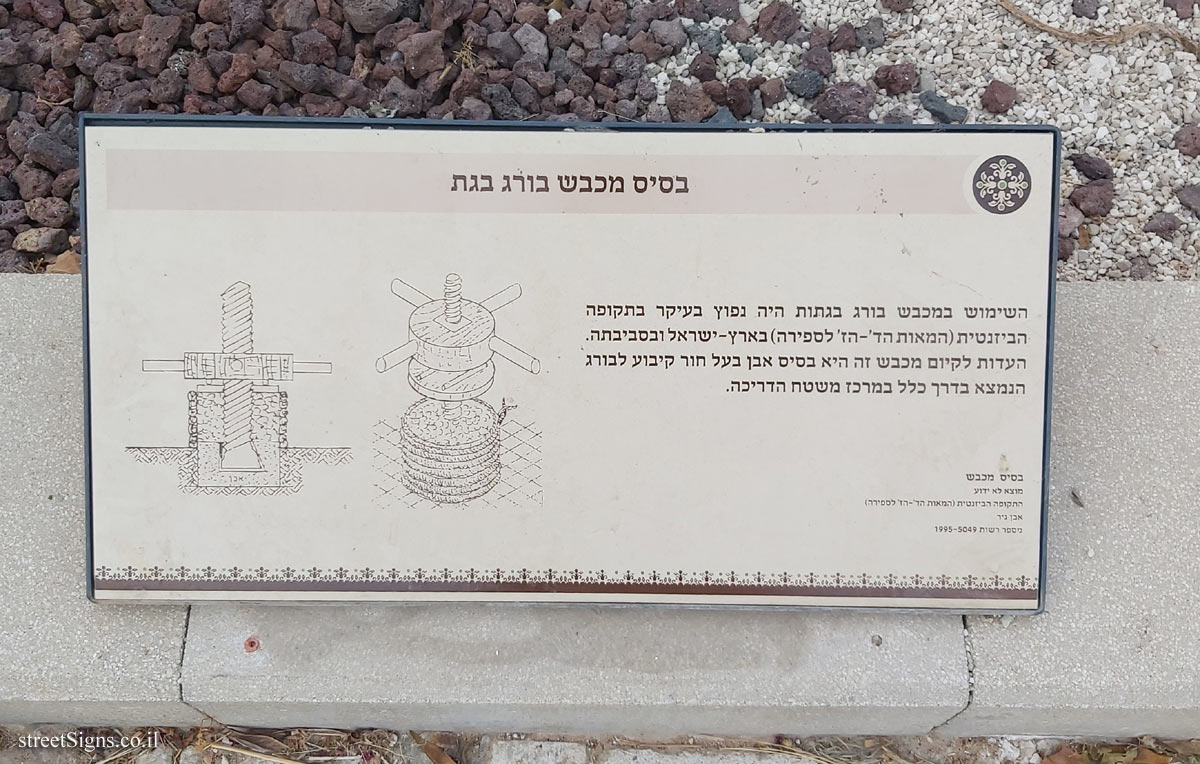 בסיס מכבש בורג בגת
השימוש במכבש בורג בגתות היה נפוץ בעיקר בתקופה
הביזנטית (המאות הד'-הז' לספירה) בארץ-ישראל ובסביבתה.
העדות לקיום מכבש זה היא בסיס אבן בעל חור קיבוע לבורג
הנמצא בדרך כלל במרכז משטח הדריכה.
אבן
בסיס מכבש
מוצא לא ידוע
התקופה הביזנטית (המאות הד'-הז' לספירה)
אבן גיר
מספר רשות 1995-5049
streetSigns.co.il